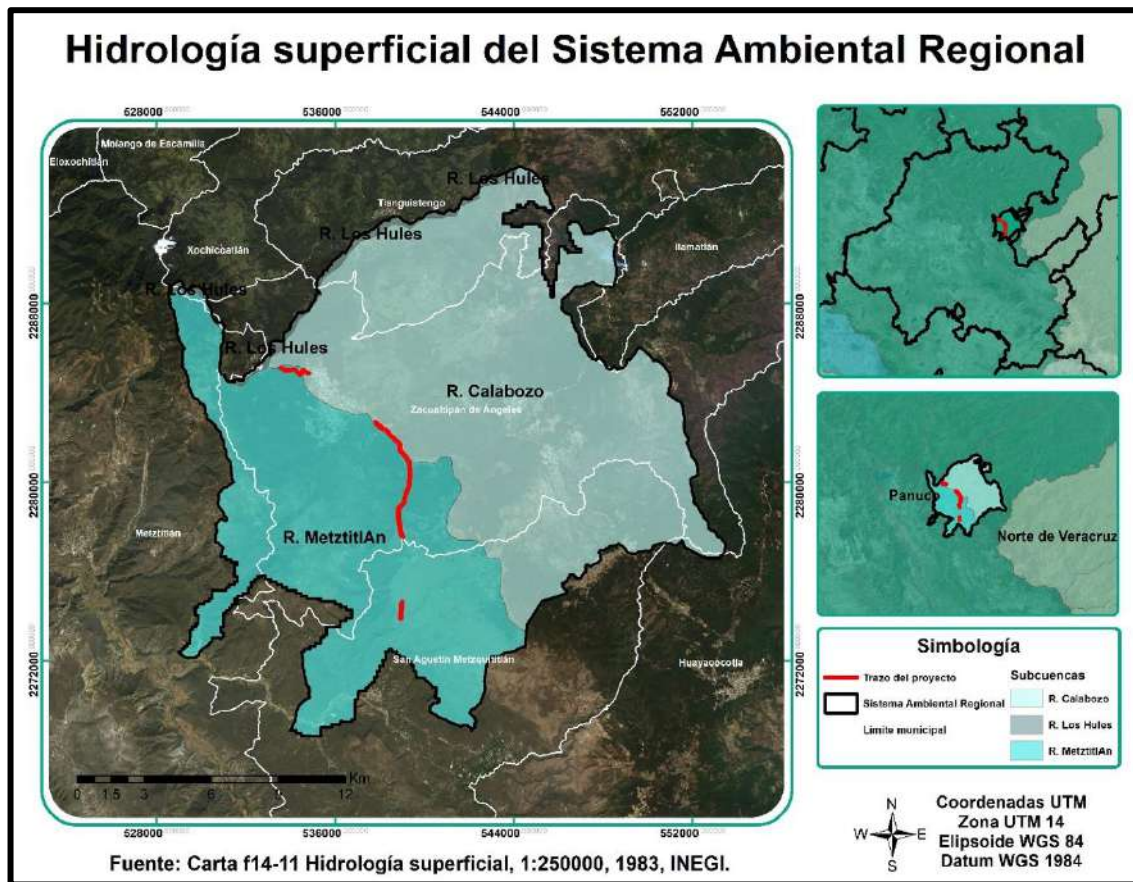 Hidrología superficial del Sistema Ambiental Regional
628000
536000
544000
552000
Molango de Escamilla
Eloxochitlán
R. Los Hules
Tianguistengo
R. Los Hules
Xochicoatlán
Ilamatlán
R. Los Hules
2288000
2288000
R. Los Hules
R. Calabozo
Zacualtipán de Ángeles
2280000
2280000
Metztitlán
R. MetztitlAn
San Agustín Metzquititlán
Huayacocotla
2272000
2272000
Km
0 1.5 3 6 9 12
628000
536000
544000
552000
Panuco
Norte de Veracruz
Simbología
Trazo del proyecto
Sistema Ambiental Regional
Límite municipal
Subcuencas
R. Calabozo
R. Los Hules
R. MetztitlAn
N
W E
S
Coordenadas UTM
Zona UTM 14
Elipsoide WGS 84
Datum WGS 1984
Fuente: Carta f14-11 Hidrología superficial, 1:250000, 1983, INEGI.